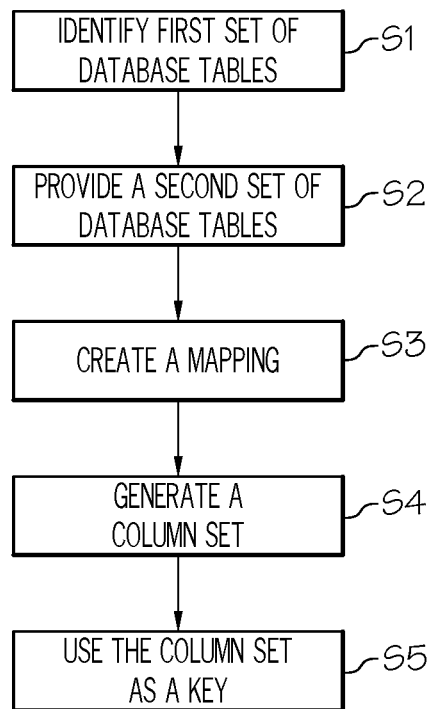 IDENTIFY FIRST SET OF
DATABASE TABLES
S1
PROVIDE A SECOND SET OF
DATABASE TABLES
S2
CREATE A MAPPING
S3
GENERATE A
COLUMN SET
S4
USE THE COLUMN SET
AS A KEY
S5